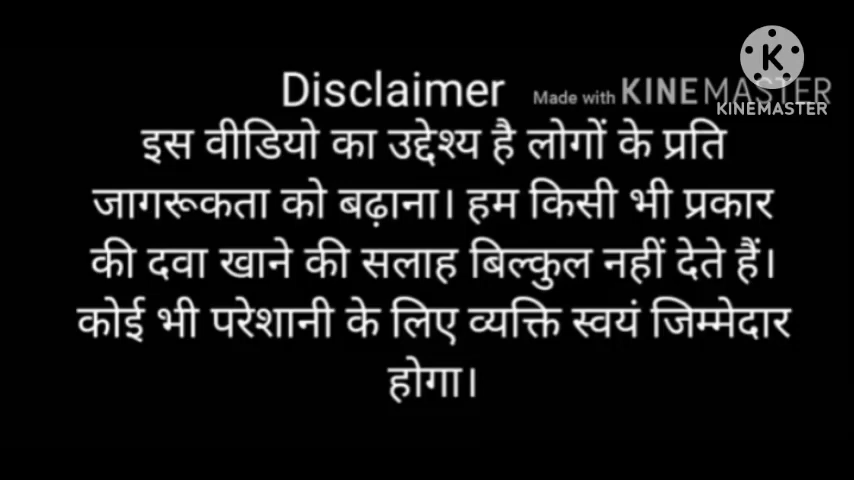 Disclaimer
Made with KINEMASTER
KINEMASTER
इस वीडियो का उद्देश्य है लोगों के प्रति
जागरूकता को बढ़ाना। हम किसी भी प्रकार
की दवा खाने की सलाह बिल्कुल नहीं देते हैं।
कोई भी परेशानी के लिए व्यक्ति स्वयं जिम्मेदार
होगा।